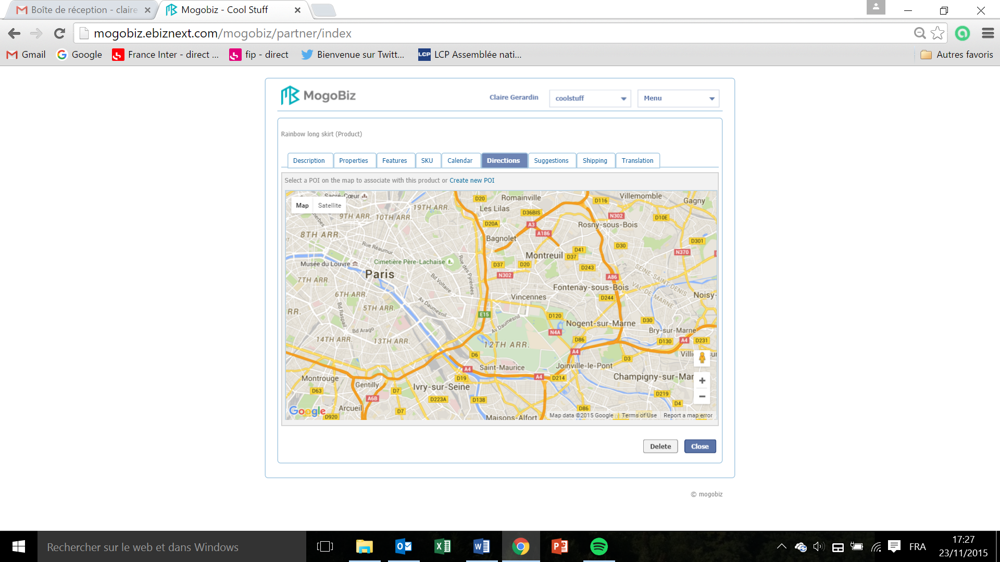 Boîte de réception - claire
Mogobiz - Cool Stuff
mogobiz.ebiznext.com/mogobiz/partner/index
Gmail
Google
France Inter - direct ...
fip - direct
Bienvenue sur Twitt...
LCP
LCP Assemblée nati...
Autres favoris
MogoBiz
Claire Gerardin
coolstuff
Menu
Rainbow long skirt (Product)
Description
Properties
Features
SKU
Calendar
Directions
Suggestions
Shipping
Translation
Select a POI on the map to associate with this product or Create new POI
Map
Satellite
Sacré-Cœur
19TH ARR.
D20
Romainville
Villemomble
D116
Gagny
Les Lilas
D36BIS
N302
D10E
9TH ARR.
10TH ARR.
D20A
A3
Rosny-sous-Bois
8TH ARR.
A186
Bagnolet
D301
Rue Réaumur
D30
D41
N370
Montreuil
D37
Cimetière Père-Lachaise
Musée du Louvre
Rue des Pyrénées
D37
D20
D243
Paris
N302
A86
SEINE-SAINT-DENIS
VAL-DE-MARNE
7TH ARR.
Bd Voltaire
Fontenay-sous-Bois
6TH ARR.
Vincennes
D244
Noisy-
Bd Raspail
5TH ARR.
Av Daumesnil
RR.
E15
D120
D30
Av Daumesnil
Nogent-sur-Marne
Bd Arago
N4A
Bry-sur-Marne
14TH ARR.
13TH ARR.
12TH ARR.
D86
D130
A4
D231
A4
D6
D3
Saint-Maurice
A4
Joinville-le-Pont
Montrouge
D19
A4
D214
Champigny-sur-Mar
Gentilly
Ivry-sur-Seine
D63
D7
D219
A6B
D223A
D138
D4
Arcueil
D7
D86
Google
D920
Maisons-Alfort
Map data ©2015 Google
Terms of Use
Report a map error
Delete
Close
© mogobiz
Rechercher sur le web et dans Windows
FRA
17:27
23/11/2015